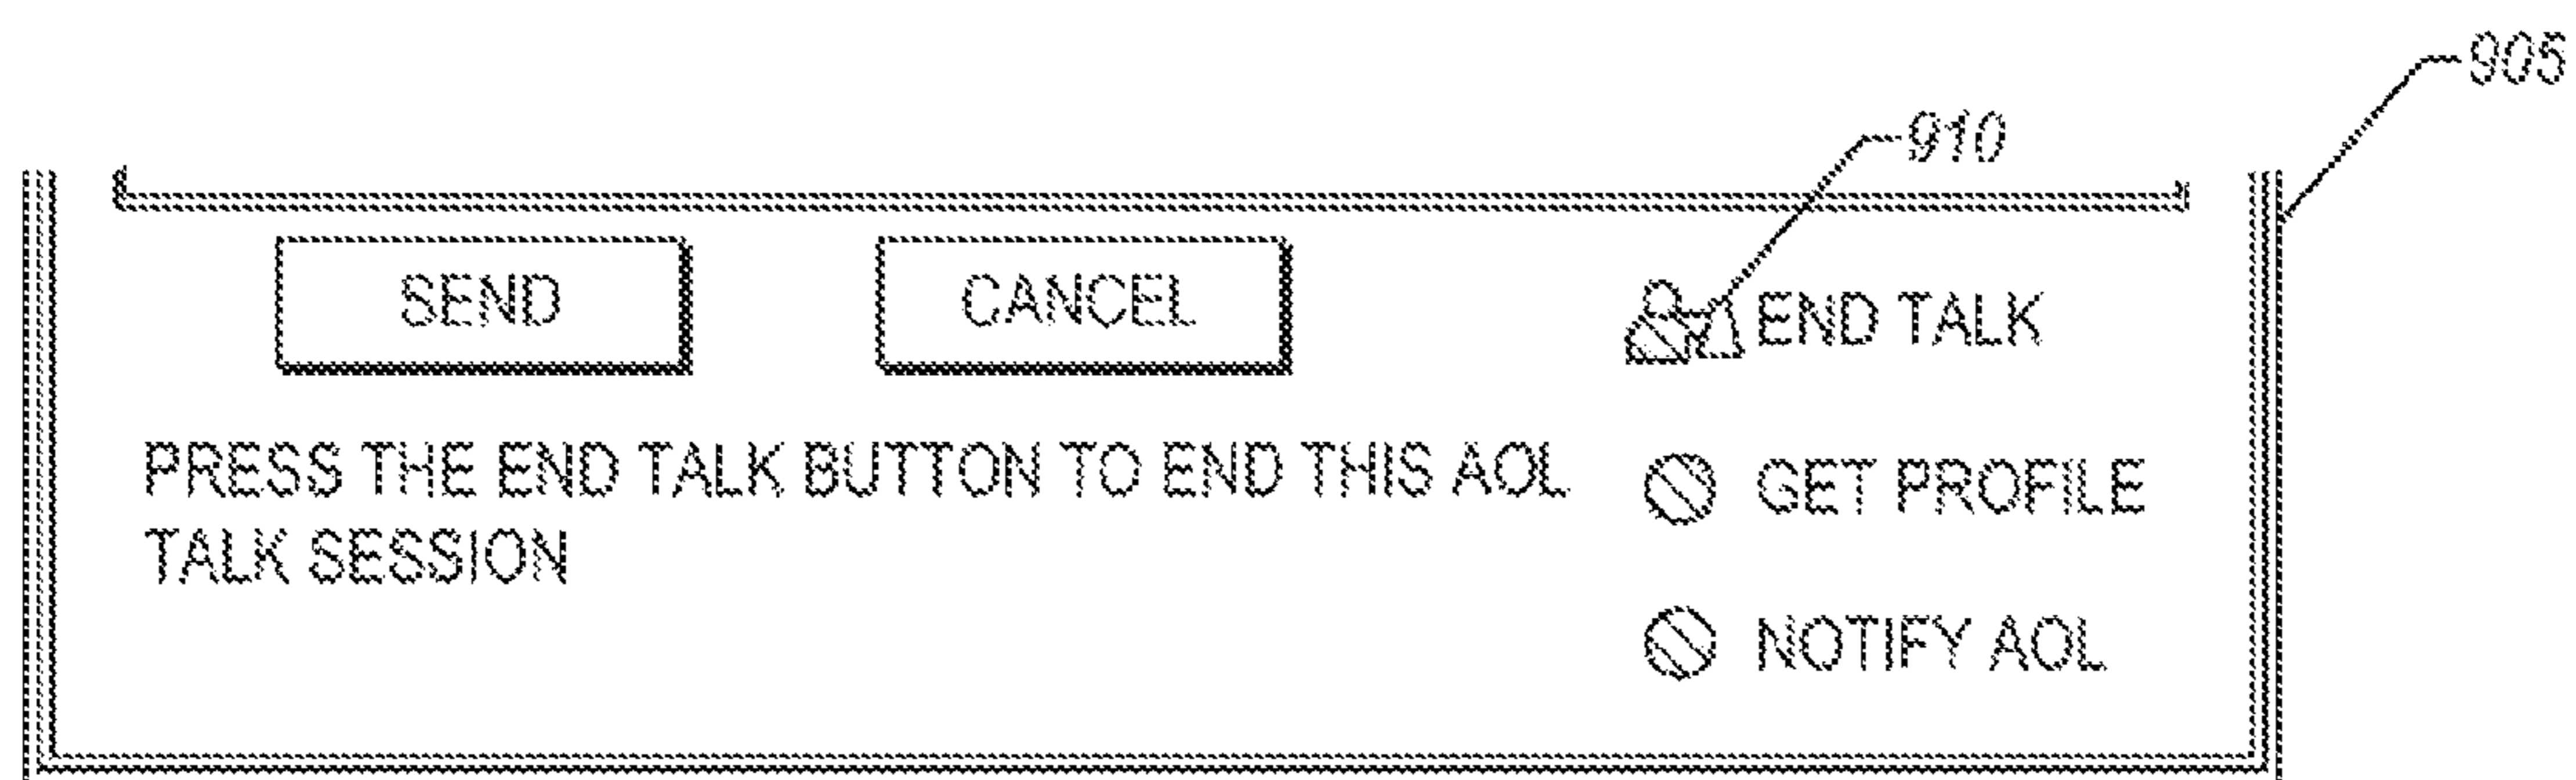 905
910
SEND CANCEL END TALK
PRESS THE END TALK BUTTON TO END THIS AOL
TALK SESSION
GET PROFILE
NOTIFY AOL